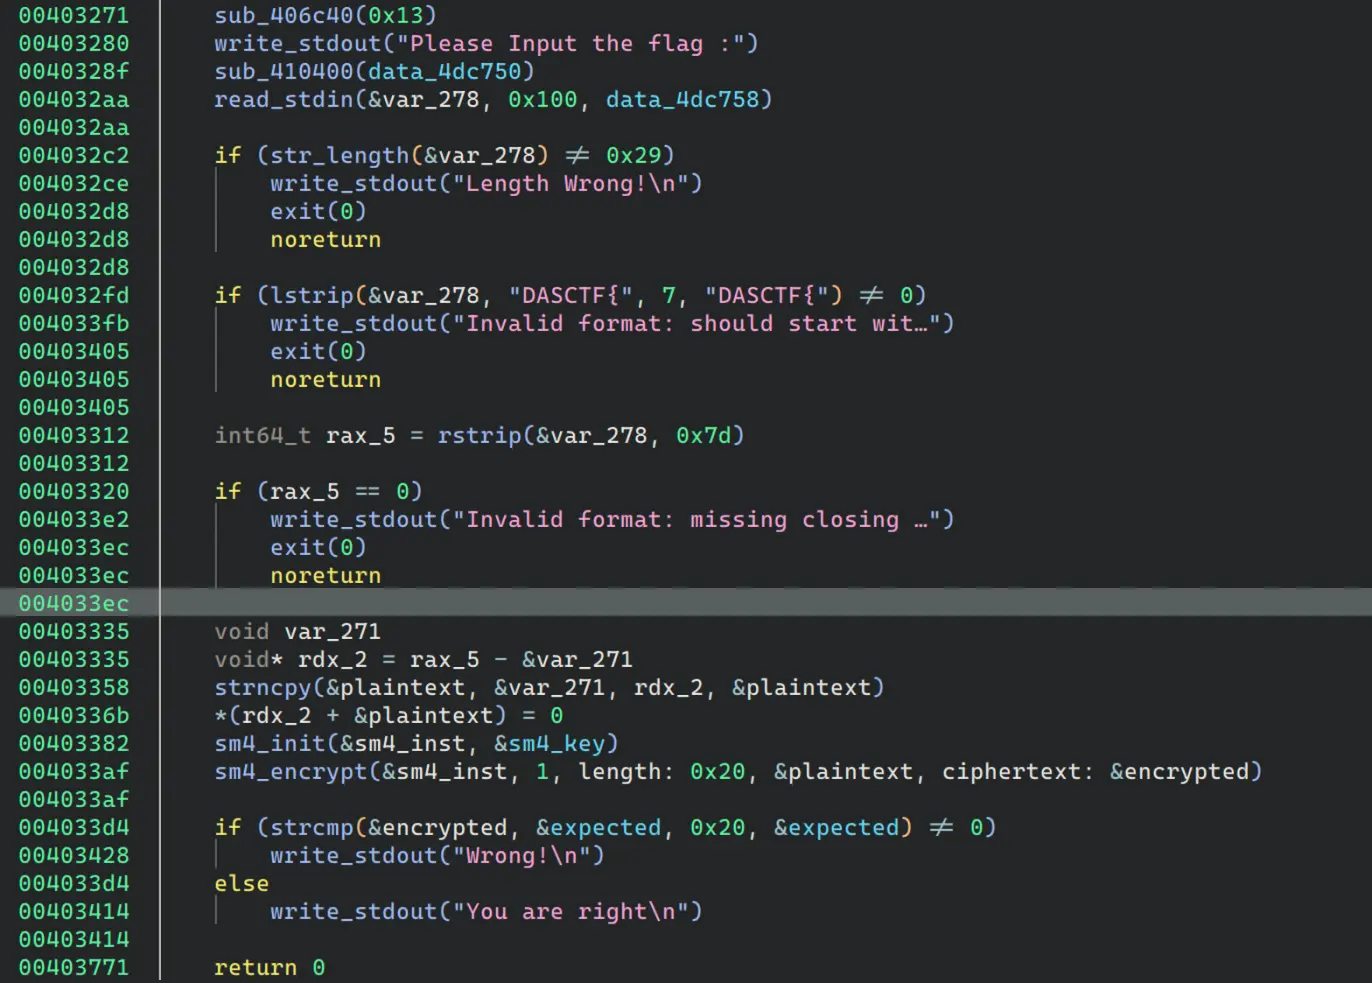 00403271 sub_406c40(0x13)
00403280 write_stdout("Please Input the flag :")
0040328f sub_410400(data_4dc750)
004032aa read_stdin(&var_278, 0x100, data_4dc758)
004032aa
004032c2 if (str_length(&var_278) ≠ 0x29)
004032ce write_stdout("Length Wrong!\n")
004032d8 exit(0)
004032d8 noreturn
004032d8
004032fd if (lstrip(&var_278, "DASCTF{", 7, "DASCTF{") ≠ 0)
004033fb write_stdout("Invalid format: should start wit…")
00403405 exit(0)
00403405 noreturn
00403405
00403312 int64_t rax_5 = rstrip(&var_278, 0x7d)
00403312
00403320 if (rax_5 == 0)
004033e2 write_stdout("Invalid format: missing closing …")
004033ec exit(0)
004033ec noreturn
004033ec
00403335 void var_271
00403335 void* rdx_2 = rax_5 - &var_271
00403358 strncpy(&plaintext, &var_271, rdx_2, &plaintext)
0040336b *(rdx_2 + &plaintext) = 0
00403382 sm4_init(&sm4_inst, &sm4_key)
004033af sm4_encrypt(&sm4_inst, 1, length: 0x20, &plaintext, ciphertext: &encrypted)
004033af
004033d4 if (strcmp(&encrypted, &expected, 0x20, &expected) ≠ 0)
00403428 write_stdout("Wrong!\n")
004033d4 else
00403414 write_stdout("You are right\n")
00403414
00403771 return 0